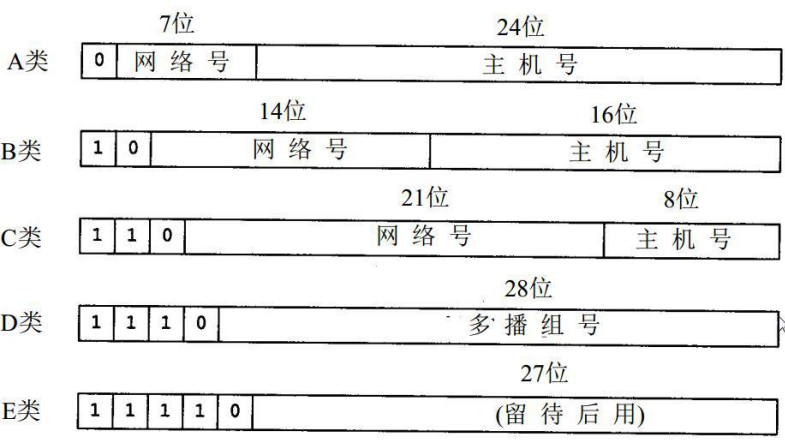 7位 24位
A类 0 网络号 主机号
14位 16位
B类 1 0 网络号 主机号
21位 8位
C类 1 1 0 网络号 主机号
28位
D类 1 1 1 0 多播组号
27位
E类 1 1 1 1 0 (留待后用)